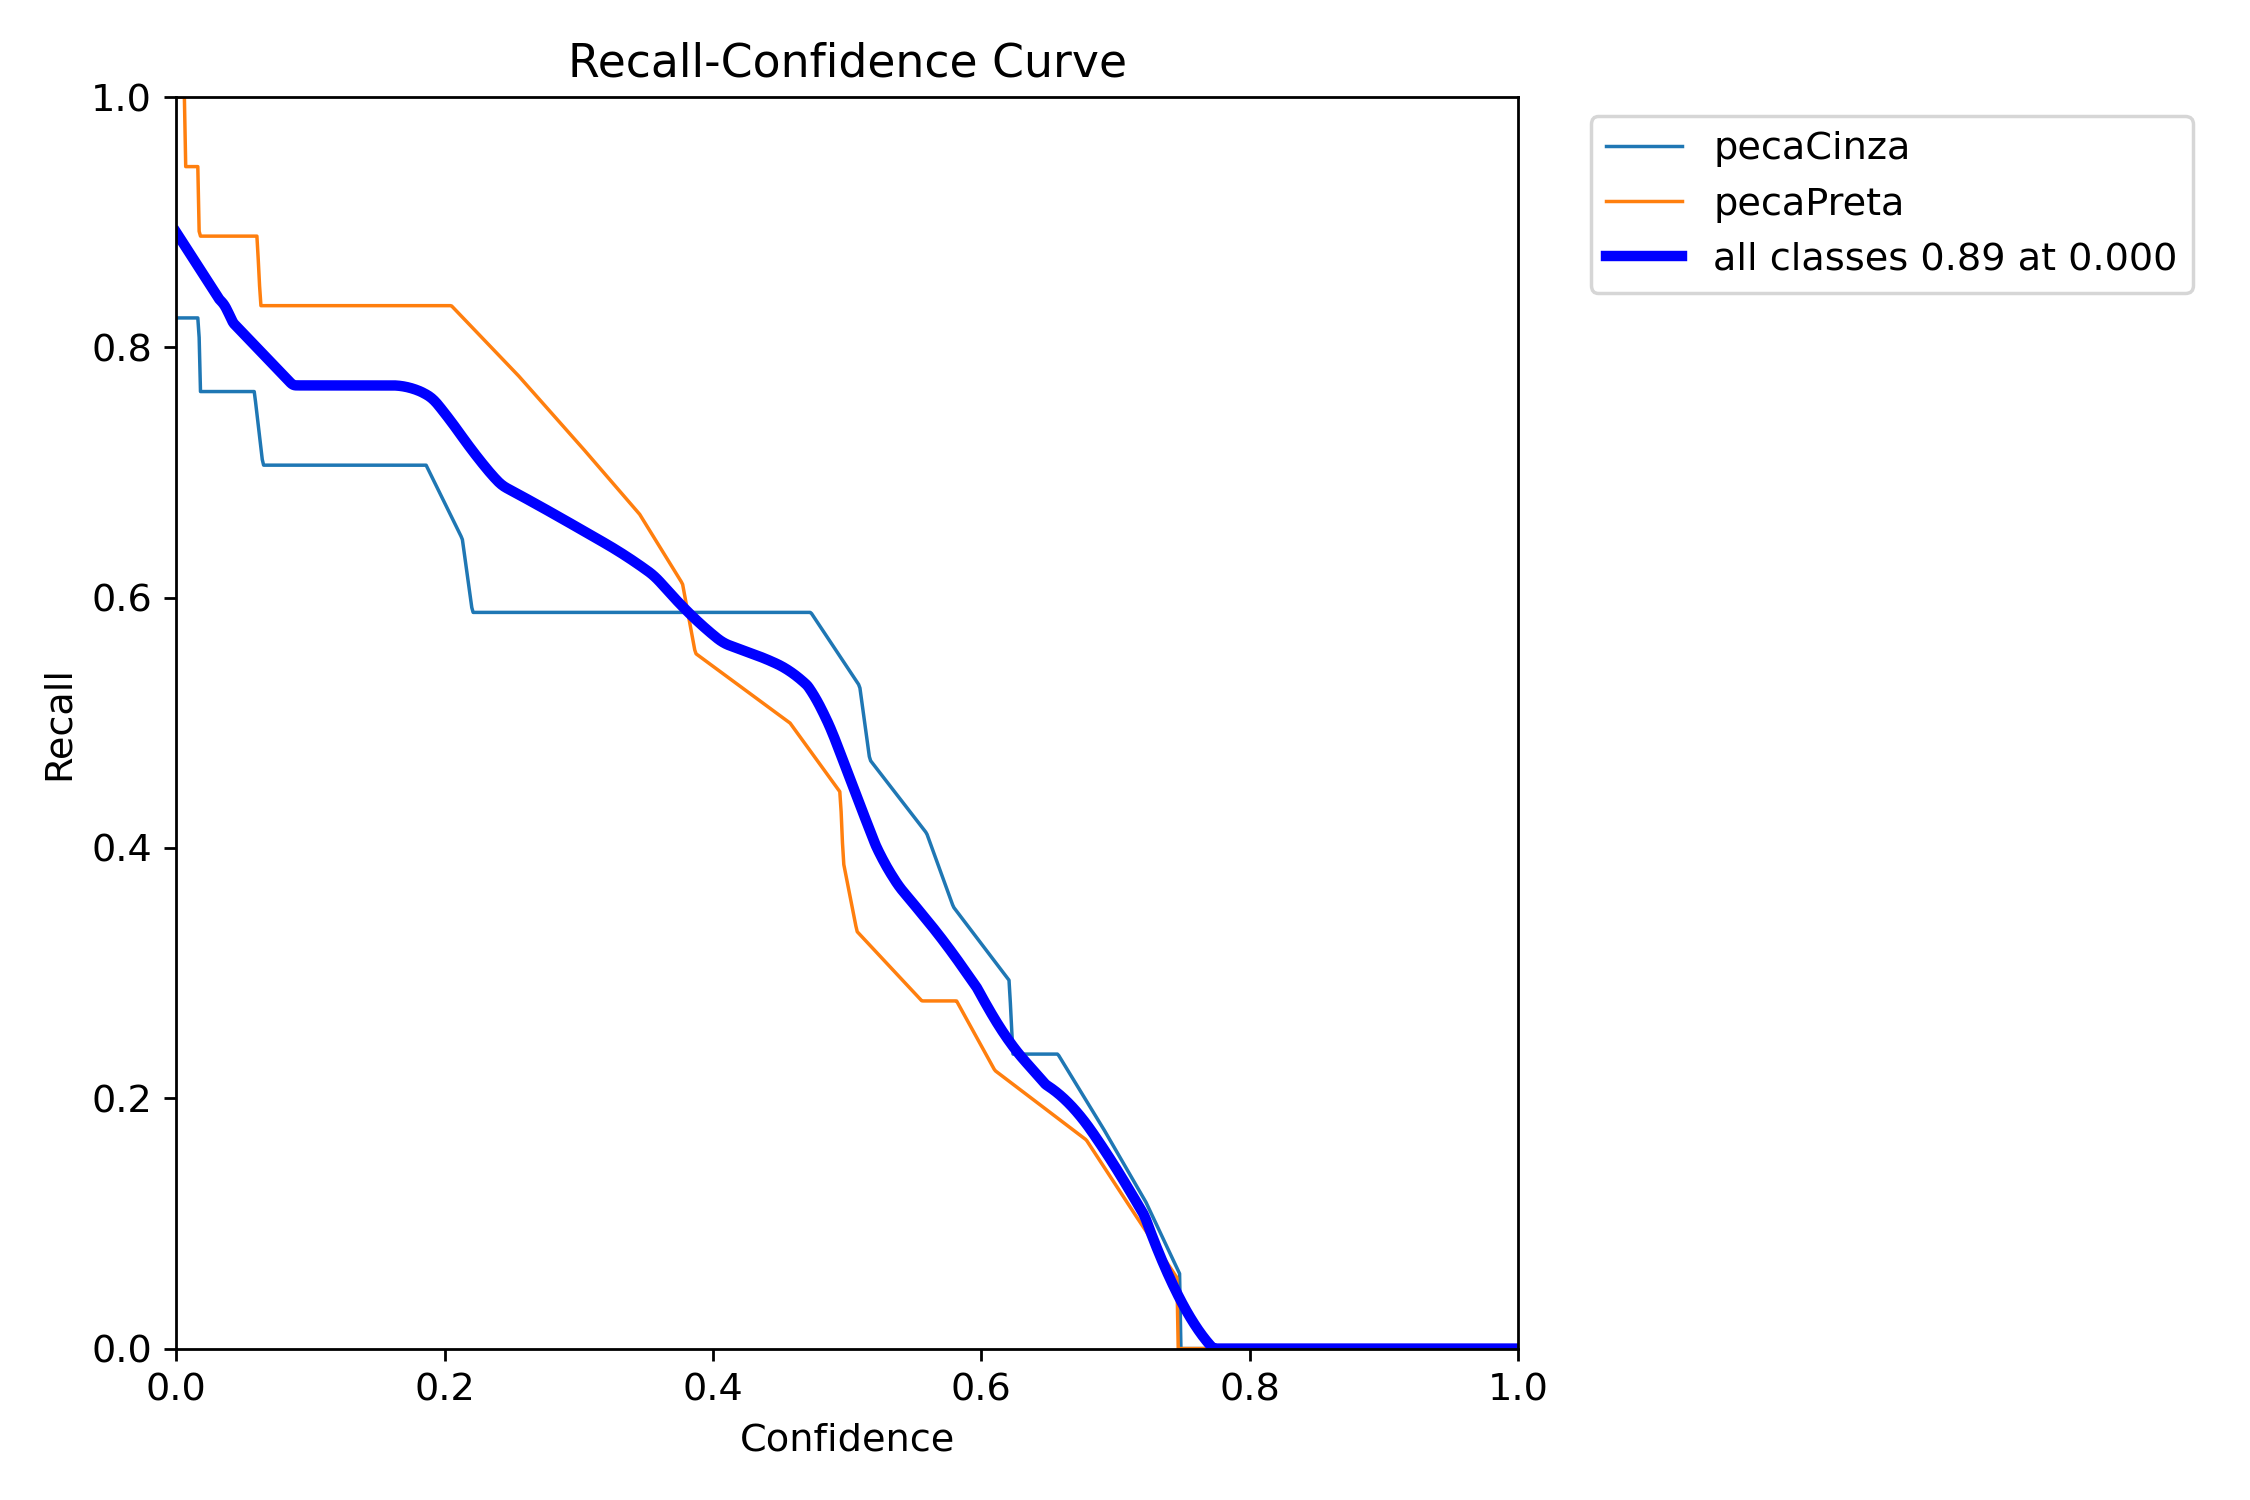 Recall-Confidence Curve
1.0
0.8
0.6
0.4
0.2
0.0
Recall
0.0 0.2 0.4 0.6 0.8 1.0
Confidence
pecaCinza
pecaPreta
all classes 0.89 at 0.000